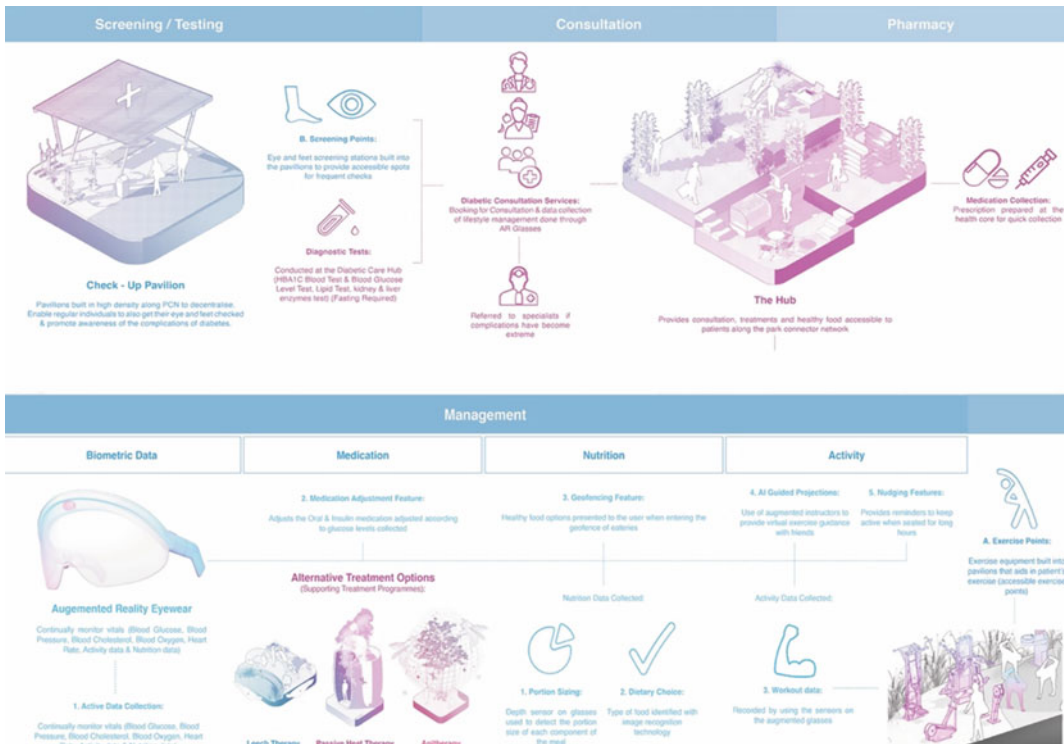 Screening / Testing
Consultation
Pharmacy
B. Screening Points:
Eye and feet screening stations built into
the pavilions to provide accessible spots
for frequent checks
Diagnostic Tests:
Conducted at the Diabetic Care Hub
(HBA1C Blood Test & Blood Glucose
Level Test, Lipid Test, kidney & liver
enzymes test) (Fasting Required)
Check - Up Pavilion
Pavilions built in high density along PCN to decentralise.
Enable regular individuals to also get their eye and feet checked
& promote awareness of the complications of diabetes.
Diabetic Consultation Services:
Booking for Consultation & data collection
of lifestyle management done through
AR Glasses
Referred to specialists if
complications have become
extreme
The Hub
Provides consultation, treatments and healthy food accessible to
patients along the park connector network
Medication Collection:
Prescription prepared at the
health core for quick collection
Management
Biometric Data
Medication
Nutrition
Activity
2. Medication Adjustment Feature:
Adjusts the Oral & Insulin medication adjusted according
to glucose levels collected
3. Geofencing Feature:
Healthy food options presented to the user when entering the
geofence of eateries
4. AI Guided Projections:
Use of augmented instructors to
provide virtual exercise guidance
with friends
5. Nudging Features:
Provides reminders to keep
active when seated for long
hours
A. Exercise Points:
Exercise equipment built into
pavilions that aids in patient's
exercise (accessible exercise
points)
Augmented Reality Eyewear
Continually monitor vitals (Blood Glucose, Blood
Pressure, Blood Cholesterol, Blood Oxygen, Heart
Rate, Activity data & Nutrition data)
1. Active Data Collection:
Continually monitor vitals (Blood Glucose, Blood
Pressure, Blood Cholesterol, Blood Oxygen, Heart
Alternative Treatment Options
(Supporting Treatment Programmes):
Leech Therapy
Passive Heat Therapy
Apitherapy
Nutrition Data Collected:
1. Portion Sizing:
Depth sensor on glasses
used to detect the portion
size of each component of
the meal
2. Dietary Choice:
Type of food identified with
image recognition
technology
Activity Data Collected:
3. Workout data:
Recorded by using the sensors on
the augmented glasses